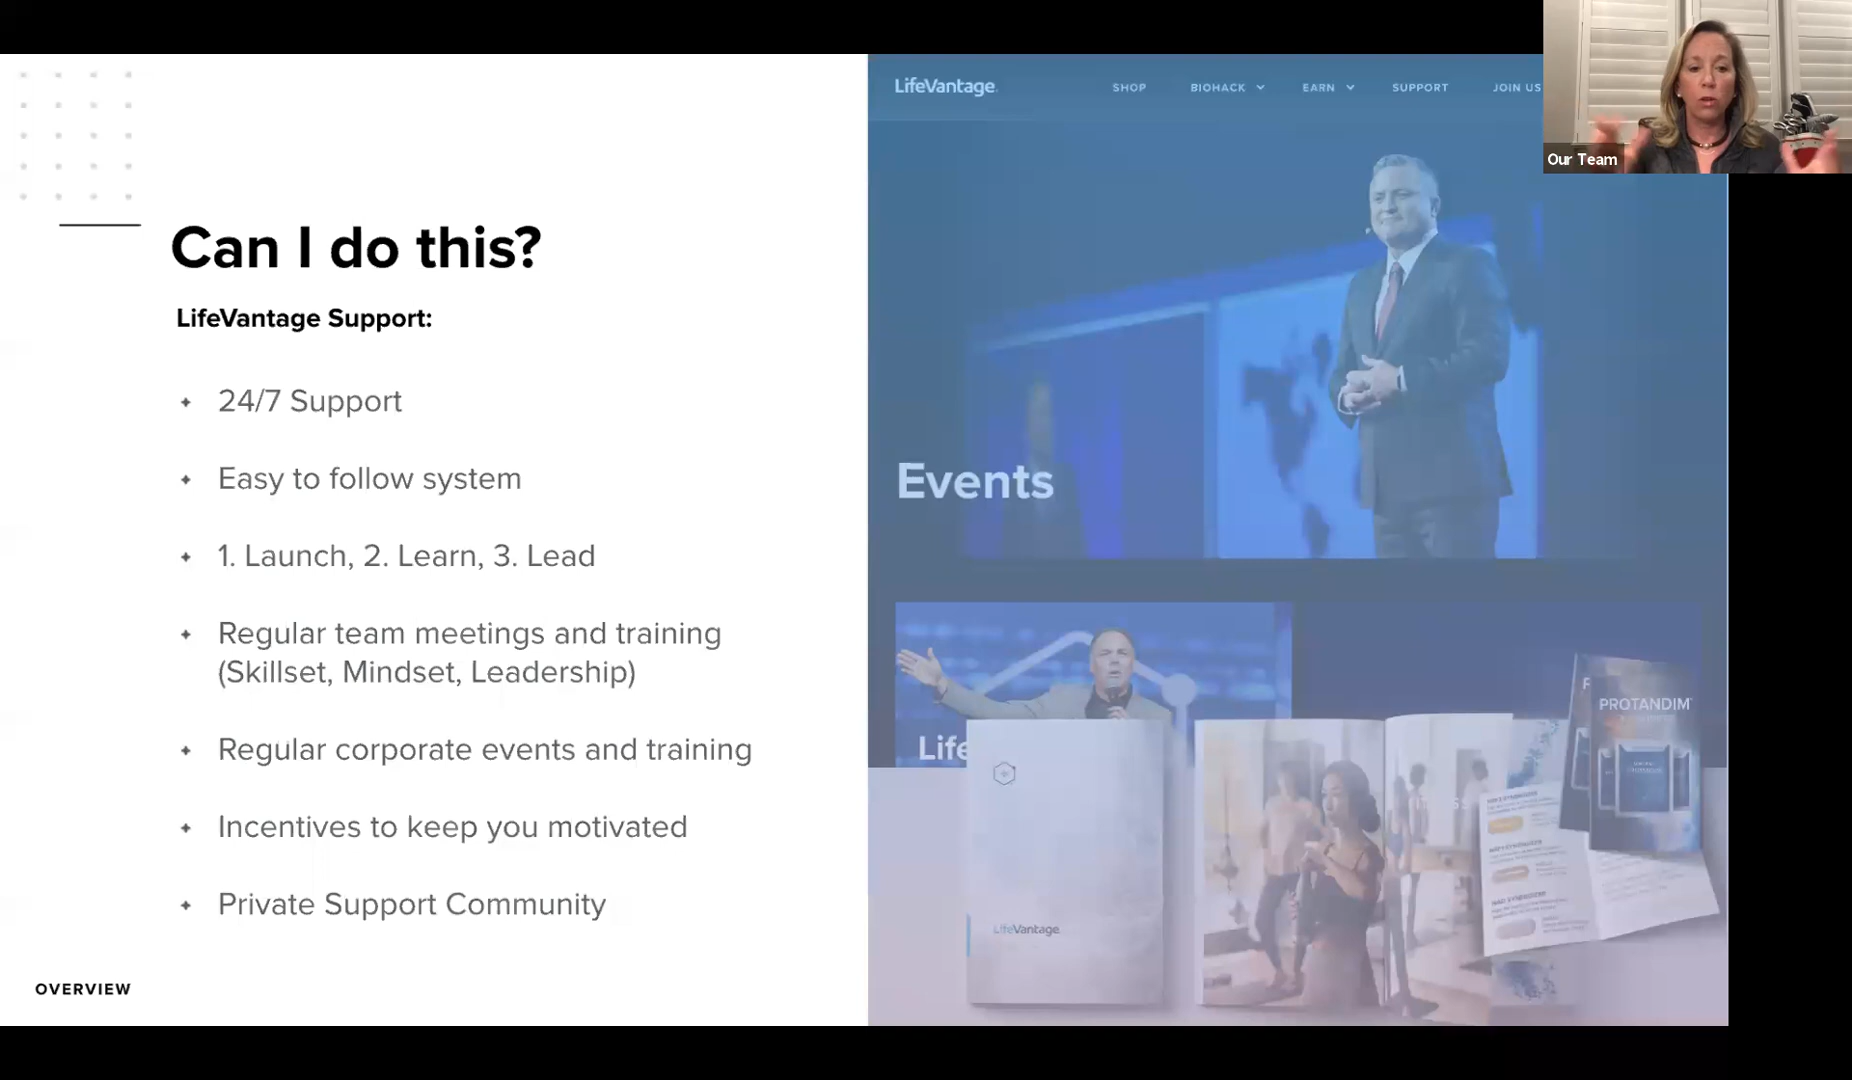 LifeVantage
SHOP
BIOHACK
EARN
SUPPORT
JOIN US
Our Team
Can I do this?
LifeVantage Support:
24/7 Support
Easy to follow system
1. Launch, 2. Learn, 3. Lead
Regular team meetings and training
(Skillset, Mindset, Leadership)
Regular corporate events and training
Incentives to keep you motivated
Private Support Community
OVERVIEW
Events
Life
LifeVantage
PROTANDIM